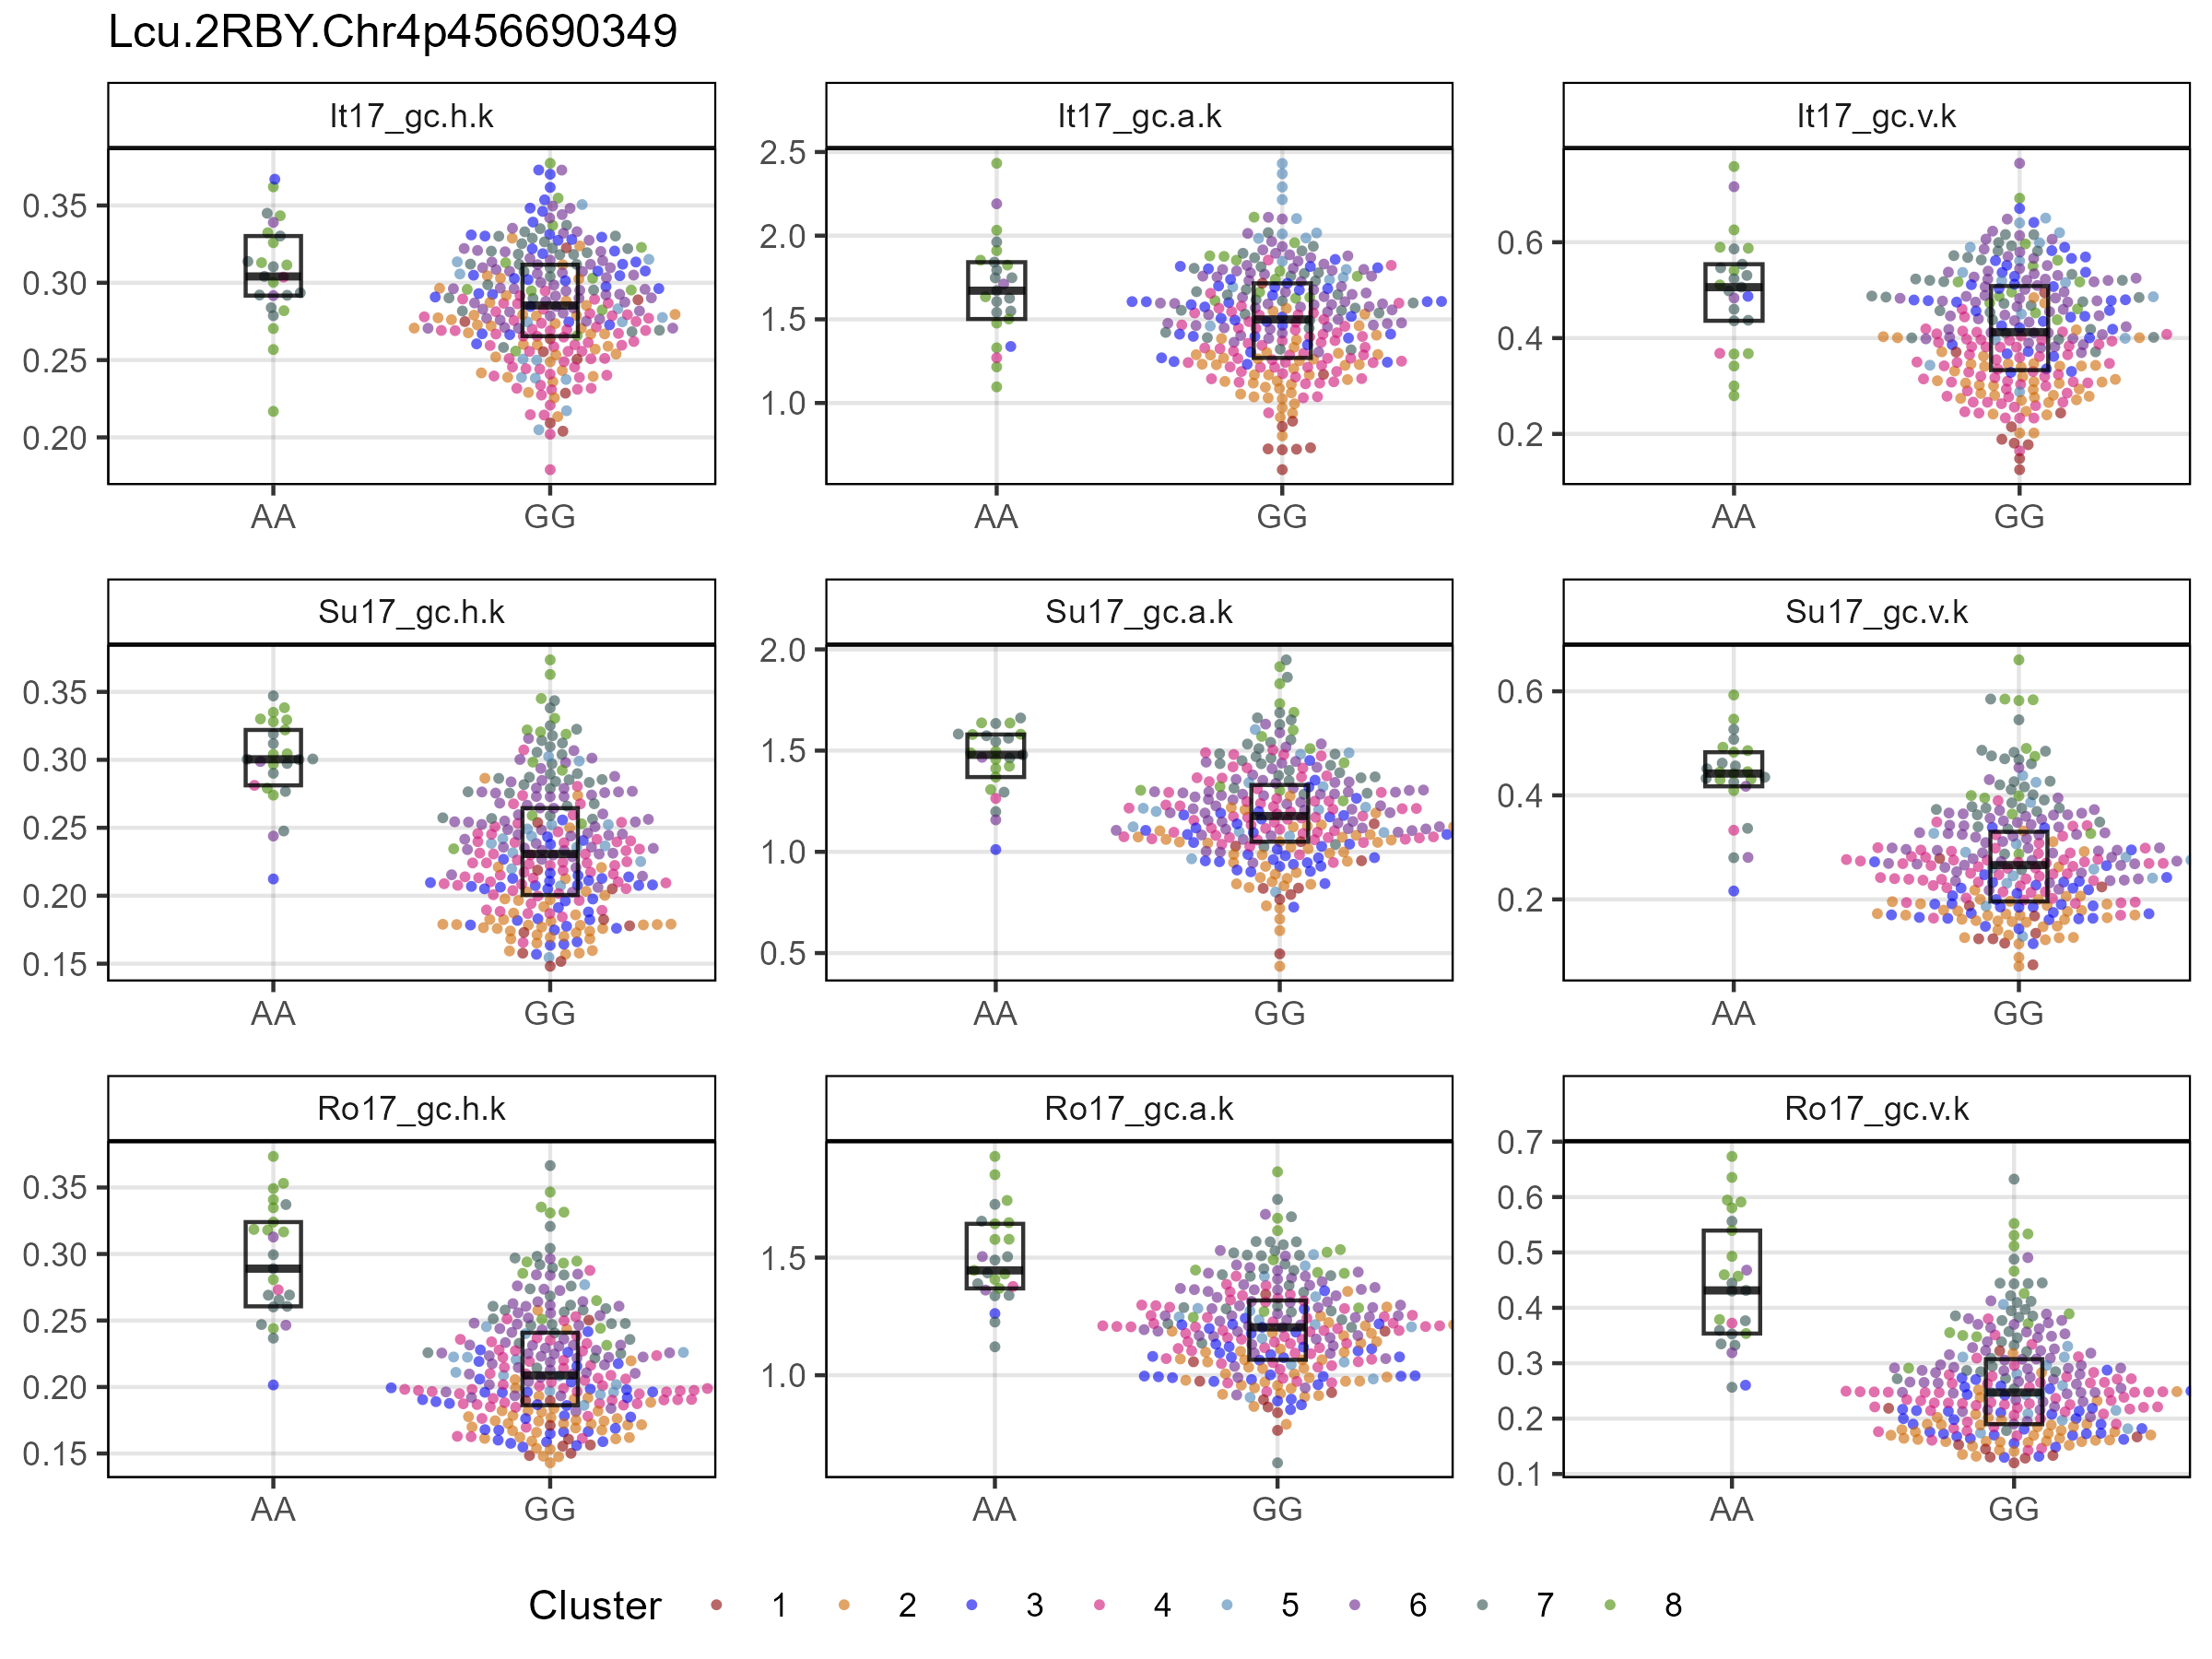 Lcu.2RBY.Chr4p456690349
It17_gc.h.k
It17_gc.a.k
It17_gc.v.k
0.35
0.30
0.25
0.20
AA GG
2.5
2.0
1.5
1.0
AA GG
0.6
0.4
0.2
AA GG
Su17_gc.h.k
Su17_gc.a.k
Su17_gc.v.k
0.35
0.30
0.25
0.20
0.15
AA GG
2.0
1.5
1.0
0.5
AA GG
0.6
0.4
0.2
AA GG
Ro17_gc.h.k
Ro17_gc.a.k
Ro17_gc.v.k
0.35
0.30
0.25
0.20
0.15
AA GG
1.5
1.0
AA GG
0.7
0.6
0.5
0.4
0.3
0.2
0.1
AA GG
Cluster 1 2 3 4 5 6 7 8